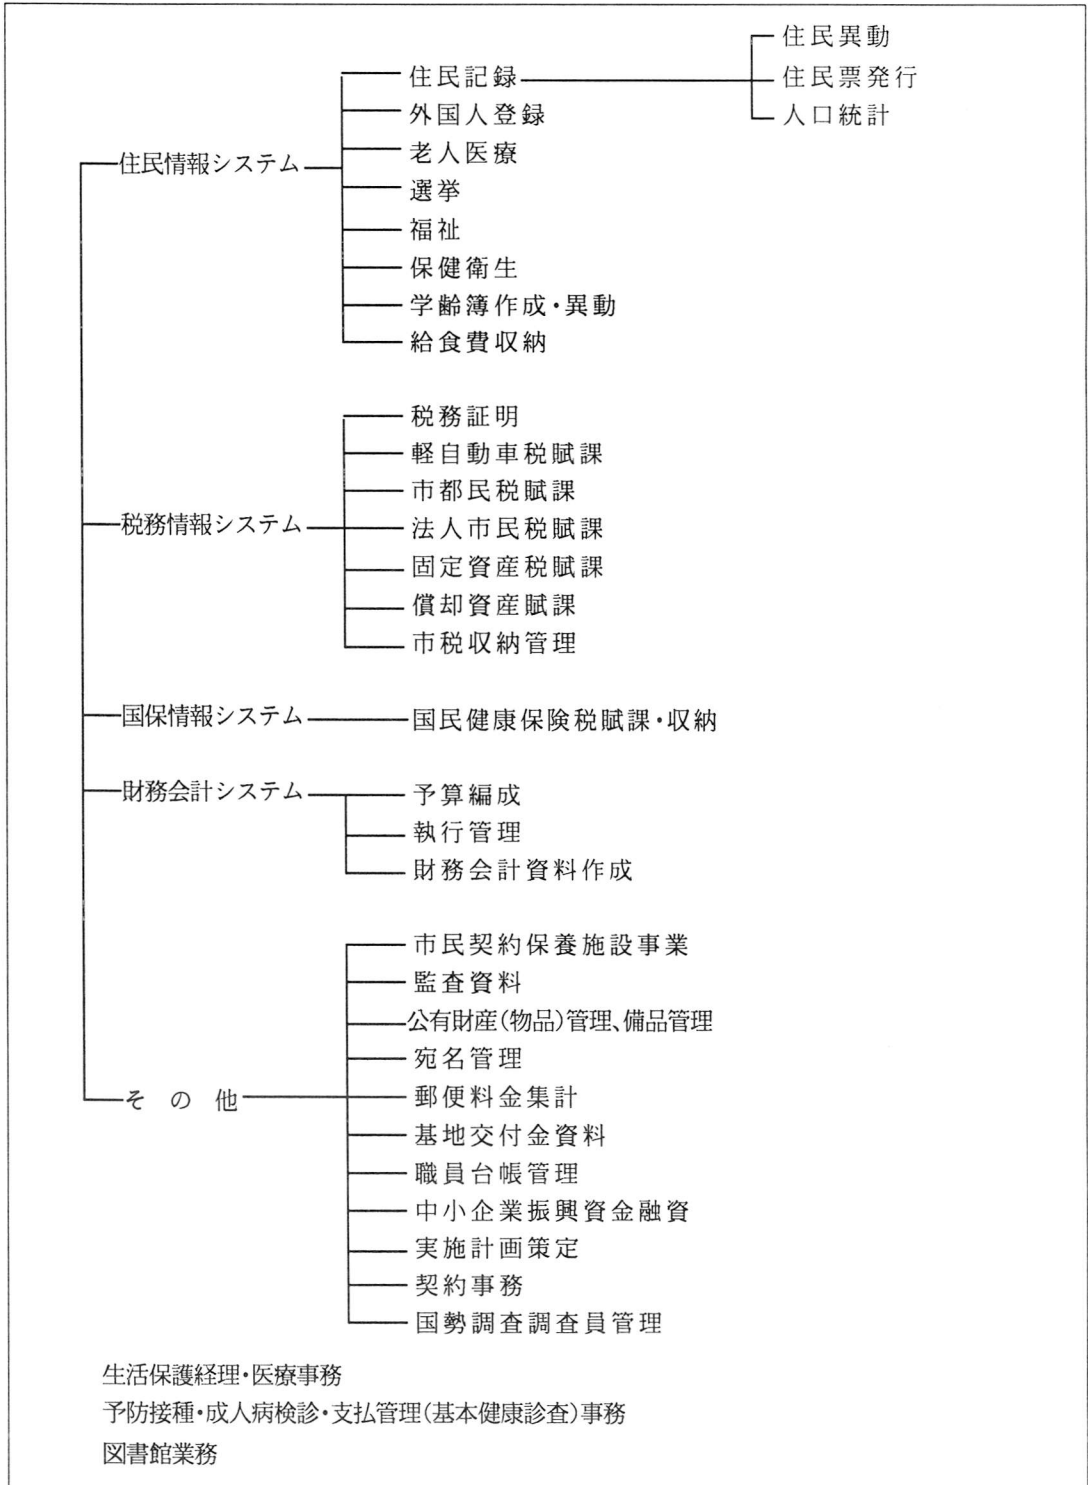 住民情報システム
住民記録
住民異動
住民票発行
人口統計
外国人登録
老人医療
選挙
福祉
保健衛生
学齢簿作成・異動
給食費収納
税務情報システム
税務証明
軽自動車税賦課
市都民税賦課
法人市民税賦課
固定資産税賦課
償却資産賦課
市税収納管理
国保情報システム
国民健康保険税賦課・収納
財務会計システム
予算編成
執行管理
財務会計資料作成
その他
市民契約保養施設事業
監査資料
公有財産(物品)管理、備品管理
宛名管理
郵便料金集計
基地交付金資料
職員台帳管理
中小企業振興資金融資
実施計画策定
契約事務
国勢調査調査員管理
生活保護経理・医療事務
予防接種・成人病検診・支払管理(基本健康診査)事務
図書館業務